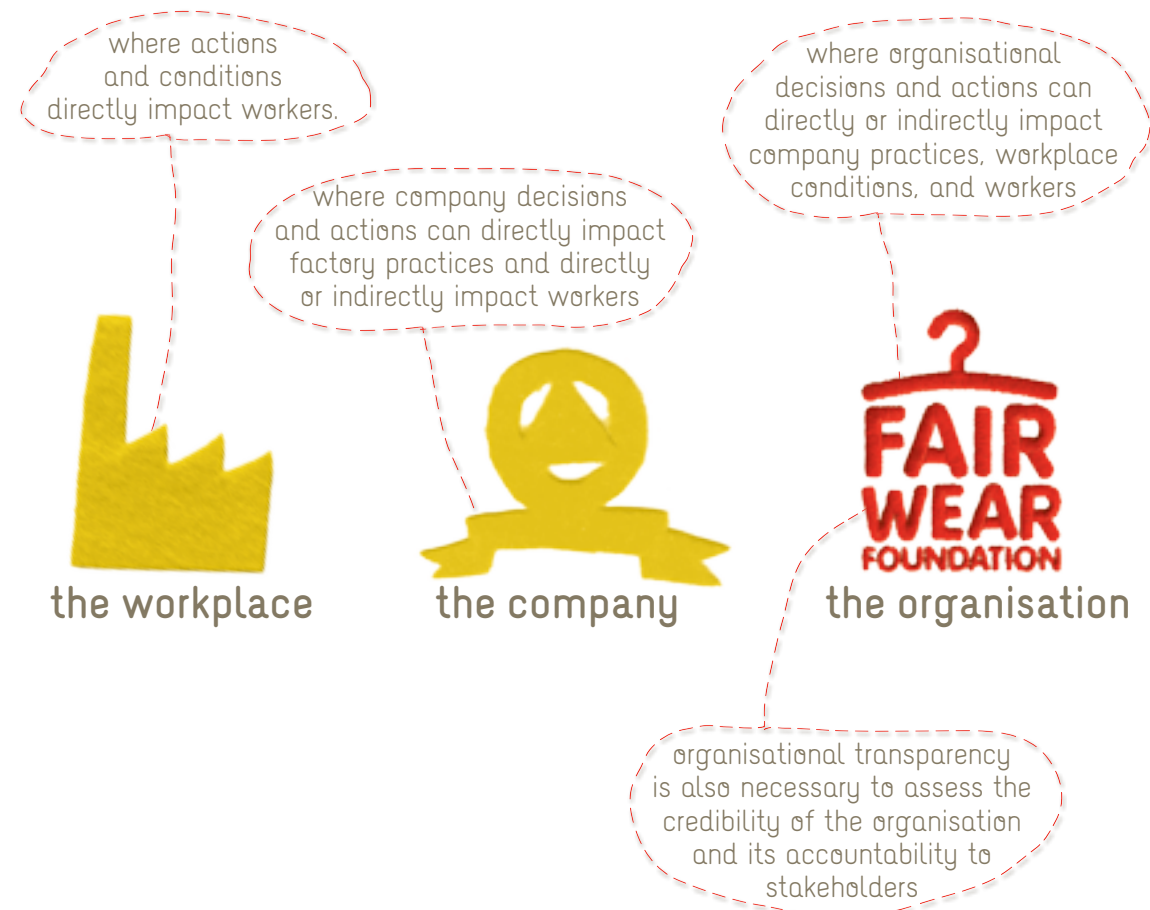 where actions
and conditions
directly impact workers.
where company decisions
and actions can directly impact
factory practices and directly
or indirectly impact workers
where organisational
decisions and actions can
directly or indirectly impact
company practices, workplace
conditions, and workers
FAIR
WEAR
FOUNDATION
the workplace
the company
the organisation
organisational transparency
is also necessary to assess the
credibility of the organisation
and its accountability to
stakeholders